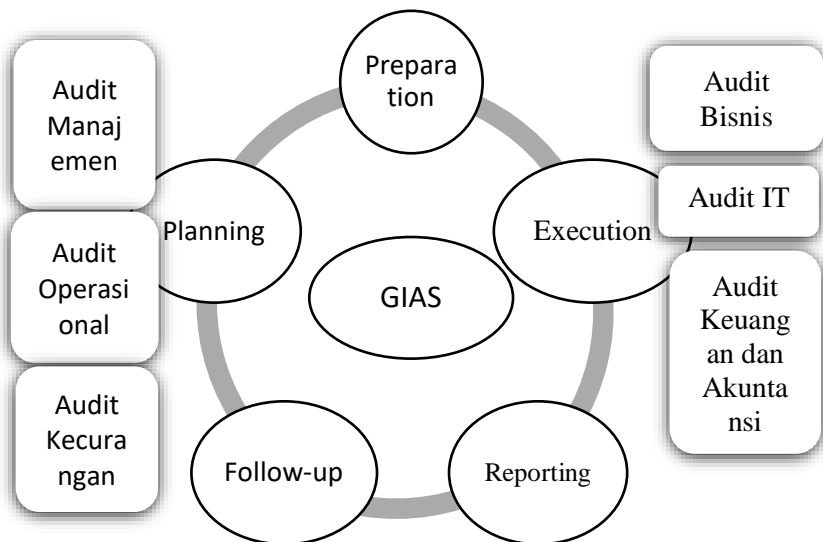 Audit
Manaj
emen
Audit
Operasi
onal
Audit
Kecura
ngan
Prepara
tion
Planning
Execution
GIAS
Follow-up
Reporting
Audit
Bisnis
Audit IT
Audit
Keuang
an dan
Akunta
nsi